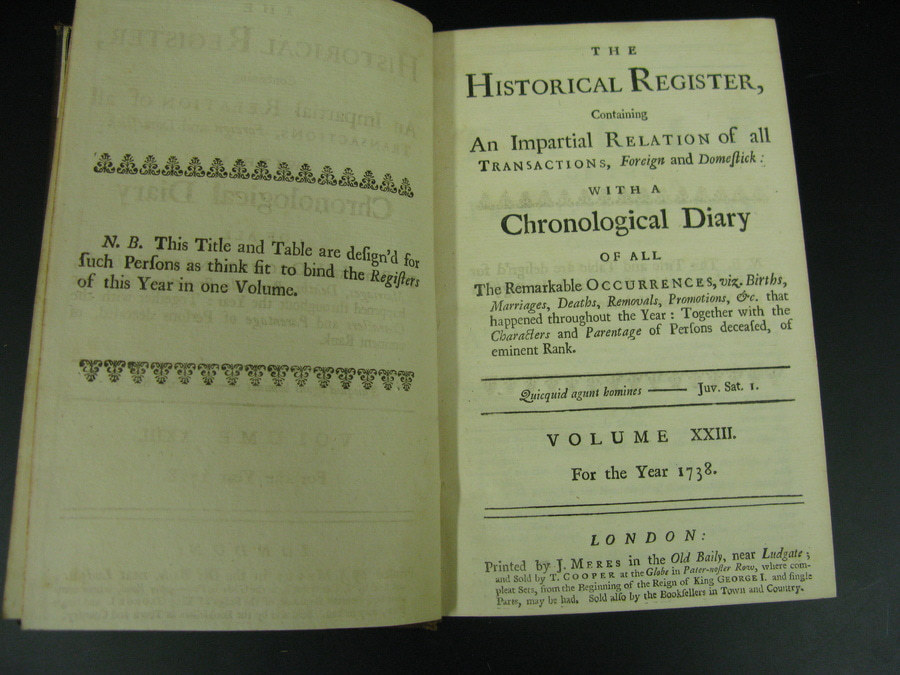 N. B. This Title and Table are deſign'd for
ſuch Perſons as think fit to bind the Regiſters
of this Year in one Volume.
THE
HISTORICAL REGISTER,
Containing
An Impartial RELATION of all
TRANSACTIONS, Foreign and Domeſtick:
WITH A
Chronological Diary
OF ALL
The Remarkable OCCURRENCES, viz. Births,
Marriages, Deaths, Removals, Promotions, &c. that
happened throughout the Year: Together with the
Characters and Parentage of Perſons deceaſed, of
eminent Rank.
Quicquid agunt homines —— Juv. Sat. 1.
VOLUME XXIII.
For the Year 1738.
LONDON:
Printed by J. MERES in the Old Baily, near Ludgate;
and Sold by T. COOPER at the Globe in Pater-noſter Row, where com-
pleat Sets, from the Beginning of the Reign of King GEORGE I. and ſingle
Parts, may be had. Sold alſo by the Bookſellers in Town and Country.